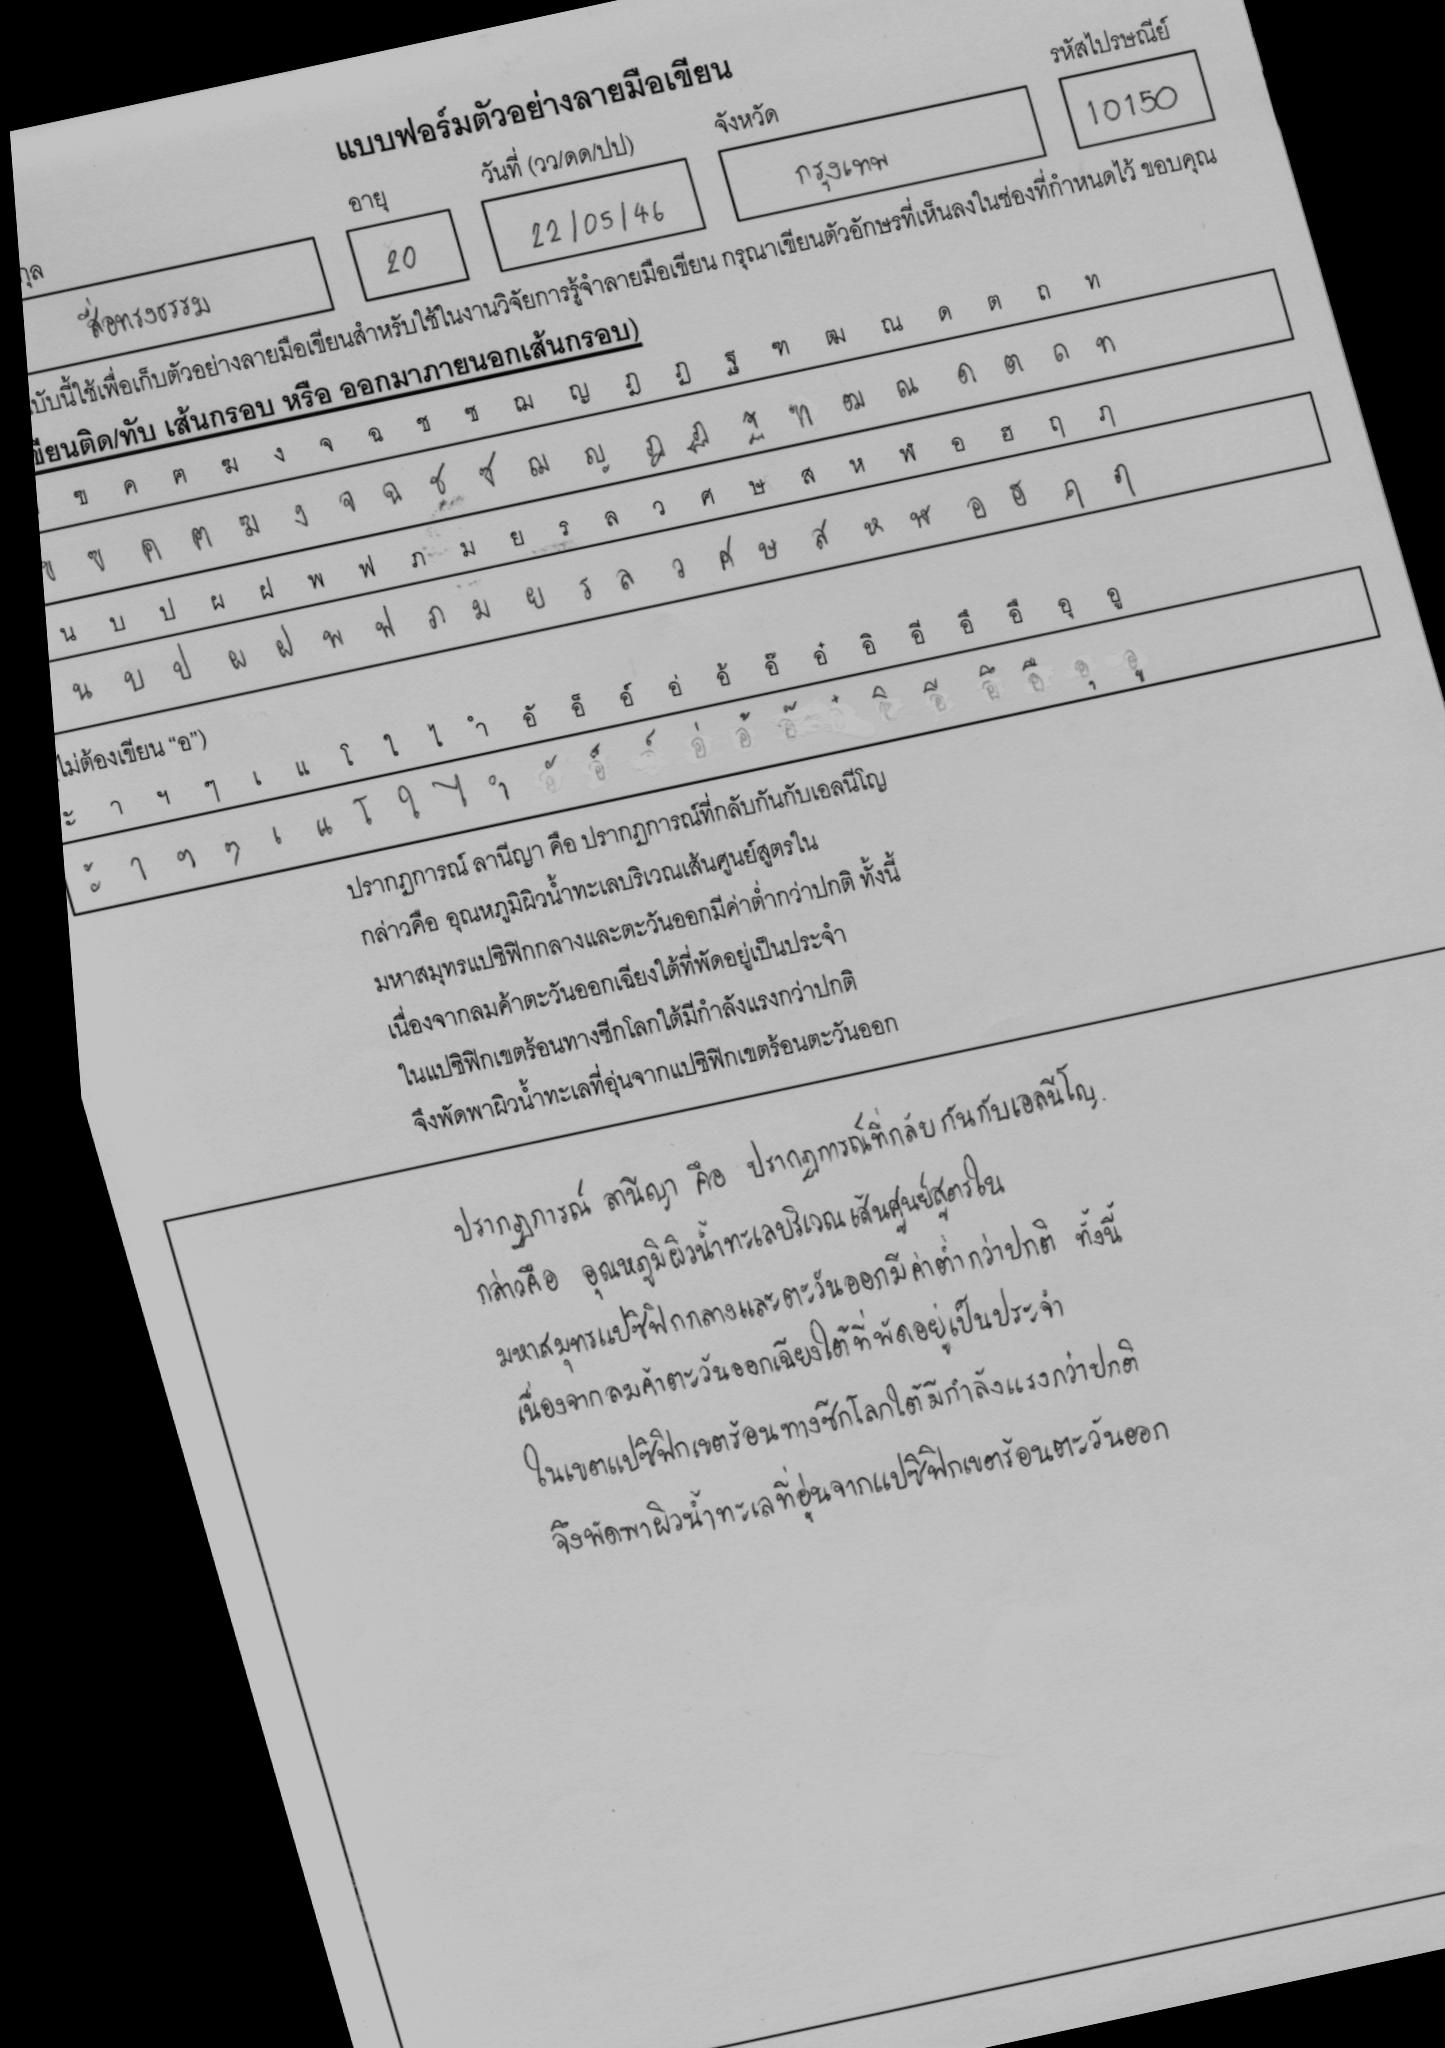 แบบฟอร์มตัวอย่างลายมือเขียน
อายุ วันที่ (วว/ดด/ปป) จังหวัด รหัสไปรษณีย์
20 22/05/46 กรุงเทพ 10150
ใช้เพื่อเก็บตัวอย่างลายมือเขียนสำหรับใช้ในงานวิจัยการรู้จำลายมือเขียน กรุณาเขียนตัวอักษรที่เห็นลงในช่องที่กำหนดไว้ ขอบคุณ
เส้นกรอบ หรือ ออกมาภายนอกเส้นกรอบ)
ฃ ค ฅ ฆ ง จ ฉ ช ซ ฌ ญ ฎ ฏ ฐ ฑ ฒ ณ ด ต ถ ท
ข ฃ ค ฅ ฆ ง จ ฉ ช ซ ฌ ญ ฎ ฏ ฐ ฑ ฒ ณ ด ต ถ ท
น บ ป ผ ฝ พ ฟ ภ ม ย ร ล ว ศ ษ ส ห ฬ อ ฮ ฤ ฦ
น บ ป ผ ฝ พ ฟ ภ ม ย ร ล ว ศ ษ ส ห ฬ อ ฮ ฤ ฦ
ไม่ต้องเขียน “อ”)
ะ า ฯ ๆ เ แ โ ใ ไ ำ อั อ็ อ์ อ่ อ้ อ๊ อ๋ อิ อี อึ อื อุ อู
ะ า ๆ ๆ เ แ โ ใ ไ ำ อั อ็ อ์ อ่ อ้ อ๊ อ๋ อิ อี อึ อื อุ อู
ปรากฏการณ์ ลานีญา คือ ปรากฏการณ์ที่กลับกันกับเอลนีโญ
กล่าวคือ อุณหภูมิผิวน้ำทะเลบริเวณเส้นศูนย์สูตรใน
มหาสมุทรแปซิฟิกกลางและตะวันออกมีค่าต่ำกว่าปกติ ทั้งนี้
เนื่องจากลมค้าตะวันออกเฉียงใต้ที่พัดอยู่เป็นประจำ
ในแปซิฟิกเขตร้อนทางซีกโลกใต้มีกำลังแรงกว่าปกติ
จึงพัดพาผิวน้ำทะเลที่อุ่นจากแปซิฟิกเขตร้อนตะวันออก
ปรากฏการณ์ ลานีญา คือ ปรากฏการณ์ที่กลับกันกับเอลนีโญ.
กล่าวคือ อุณหภูมิผิวน้ำทะเลบริเวณเส้นศูนย์สูตรใน
มหาสมุทรแปซิฟิกกลางและตะวันออกมีค่าต่ำกว่าปกติ ทั้งนี้
เนื่องจากลมค้าตะวันออกเฉียงใต้ที่พัดอยู่เป็นประจำ
ในเขตแปซิฟิกเขตร้อนทางซีกโลกใต้มีกำลังแรงกว่าปกติ
จึงพัดพาผิวน้ำทะเลที่อุ่นจากแปซิฟิกเขตร้อนตะวันออก